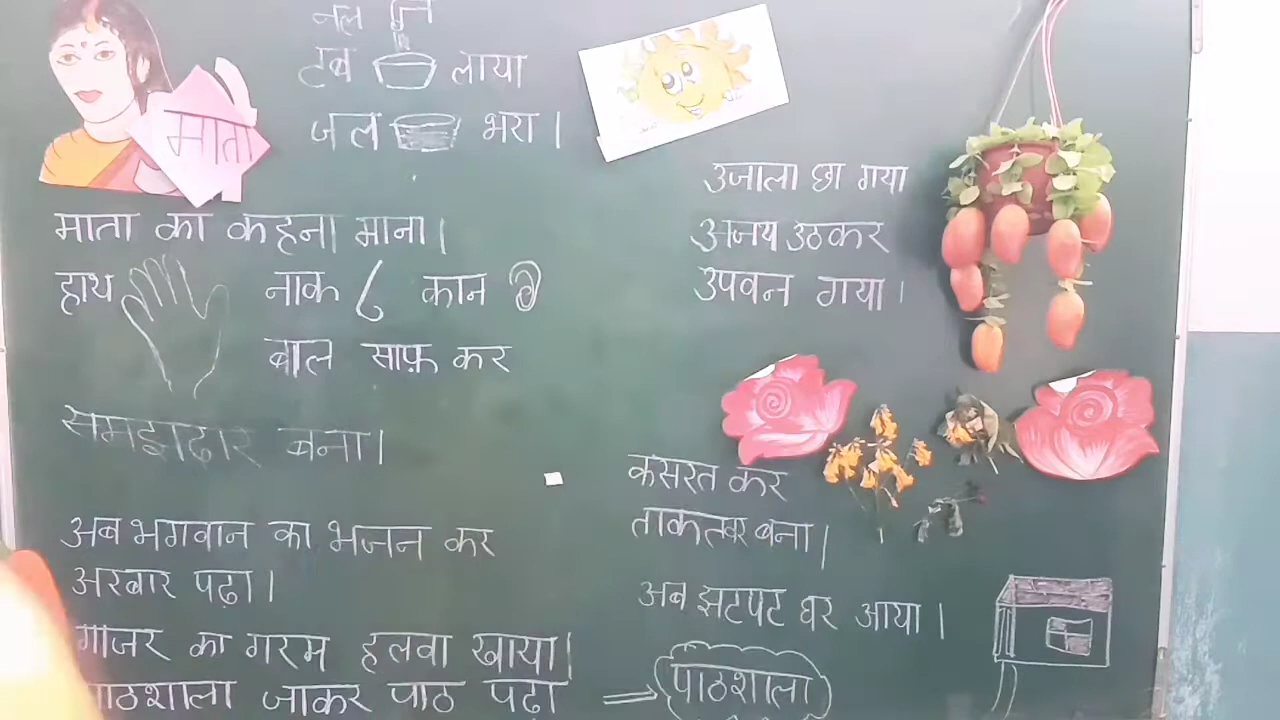 नल
टब लाया
जल भरा।
माता
माता का कहना माना।
हाथ नाक कान
बाल साफ़ कर
समझदार बना।
अब भगवान का भजन कर
अरबार पढ़ा।
गाजर का गरम हलवा खाया।
पाठशाला जाकर पाठ पढ़ा
पाठशाला
उजाला छा गया
अजय उठकर
उपवन गया।
कसरत कर
ताकतवर बना।
अब झटपट घर आया।